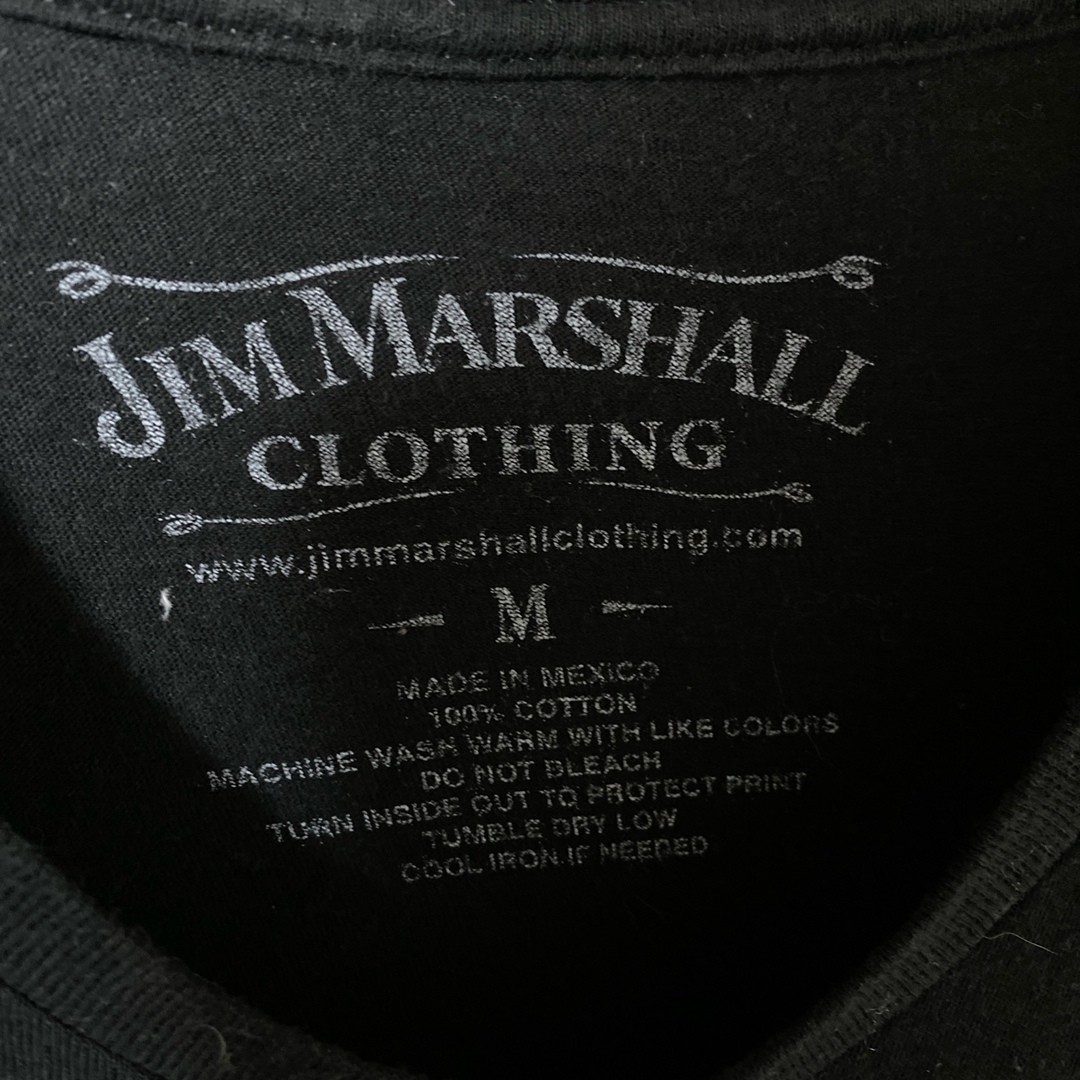 JIM MARSHALL
CLOTHING
www.jimmarshallclothing.com
— M —
MADE IN MEXICO
100% COTTON
MACHINE WASH WARM WITH LIKE COLORS
DO NOT BLEACH
TURN INSIDE OUT TO PROTECT PRINT
TUMBLE DRY LOW
COOL IRON IF NEEDED